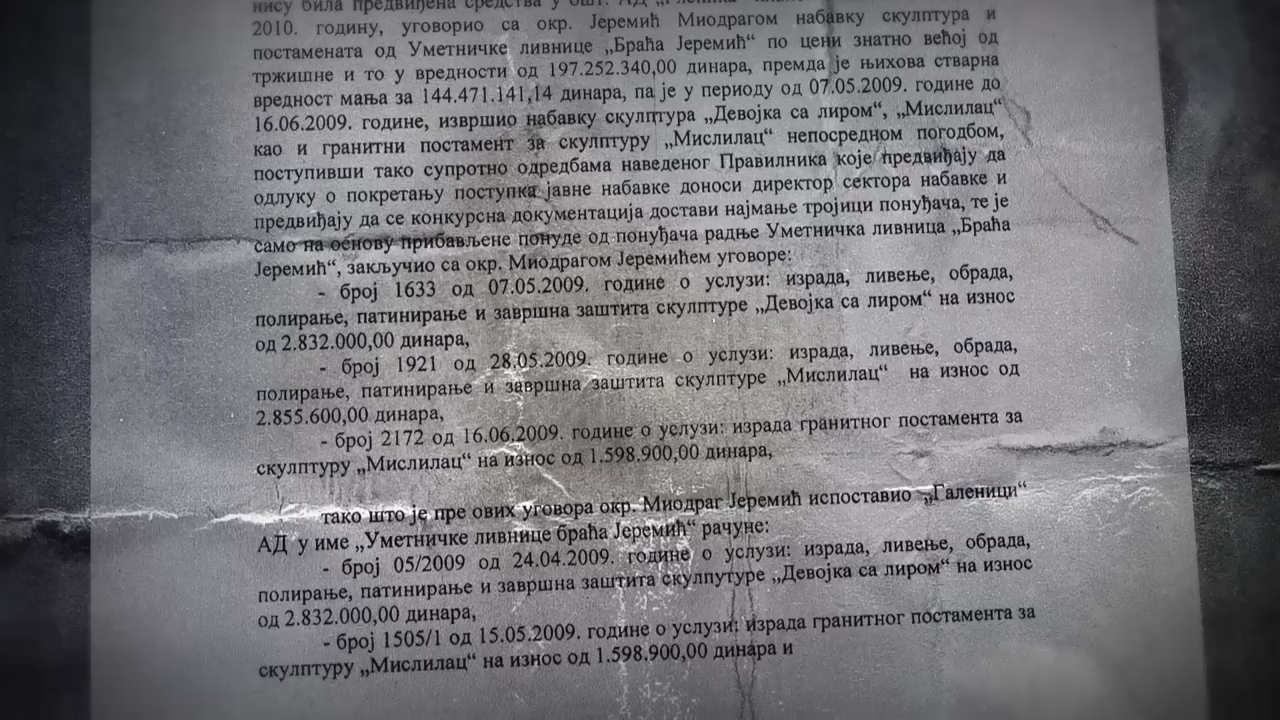 нису била предвиђена средства у
2010. годину, уговорио са окр. Јеремић Миодрагом набавку скулптура и
постамената од Уметничке ливнице „Браћа Јеремић“ по цени знатно већој од
тржишне и то у вредности од 197.252.340,00 динара, премда је њихова стварна
вредност мања за 144.471.141,14 динара, па је у периоду од 07.05.2009. године до
16.06.2009. године, извршио набавку скулптура „Девојка са лиром“, „Мислилац“
као и гранитни постамент за скулптуру „Мислилац“ непосредном погодбом,
поступивши тако супротно одредбама наведеног Правилника које предвиђају да
одлуку о покретању поступка јавне набавке доноси директор сектора набавке и
предвиђају да се конкурсна документација достави најмање тројици понуђача, те је
само на основу прибављене понуде од понуђача радње Уметничка ливница „Браћа
Јеремић“, закључио са окр. Миодрагом Јеремићем уговоре:
- број 1633 од 07.05.2009. године о услузи: израда, ливење, обрада,
полирање, патинирање и завршна заштита скулптуре „Девојка са лиром“ на износ
од 2.832.000,00 динара,
- број 1921 од 28.05.2009. године о услузи: израда, ливење, обрада,
полирање, патинирање и завршна заштита скулптуре „Мислилац“ на износ од
2.855.600,00 динара,
- број 2172 од 16.06.2009. године о услузи: израда гранитног постамента за
скулптуру „Мислилац“ на износ од 1.598.900,00 динара,
тако што је пре ових уговора окр. Миодраг Јеремић испоставио „Галеници“
АД у име „Уметничке ливнице браћа Јеремић“ рачуне:
- број 05/2009 од 24.04.2009. године о услузи: израда, ливење, обрада,
полирање, патинирање и завршна заштита скулпутуре „Девојка са лиром“ на износ
од 2.832.000,00 динара,
- број 1505/1 од 15.05.2009. године о услузи: израда гранитног постамента за
скулптуру „Мислилац“ на износ од 1.598.900,00 динара и